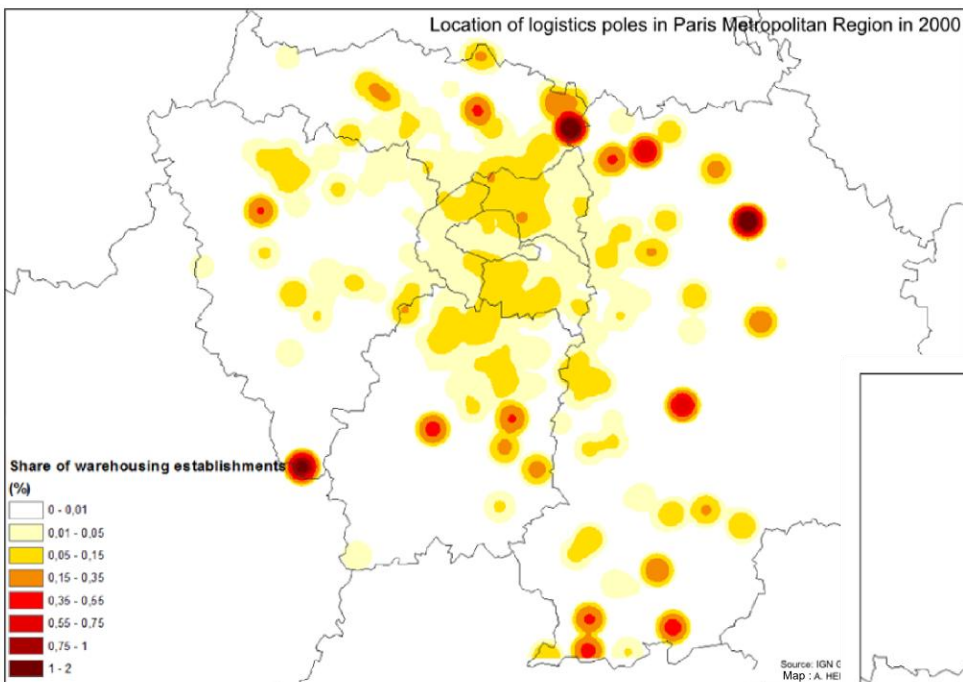 Location of logistics poles in Paris Metropolitan Region in 2000
Share of warehousing establishments
(%)
0 - 0,01
0,01 - 0,05
0,05 - 0,15
0,15 - 0,35
0,35 - 0,55
0,55 - 0,75
0,75 - 1
1 - 2
Source: IGN
Map : A.